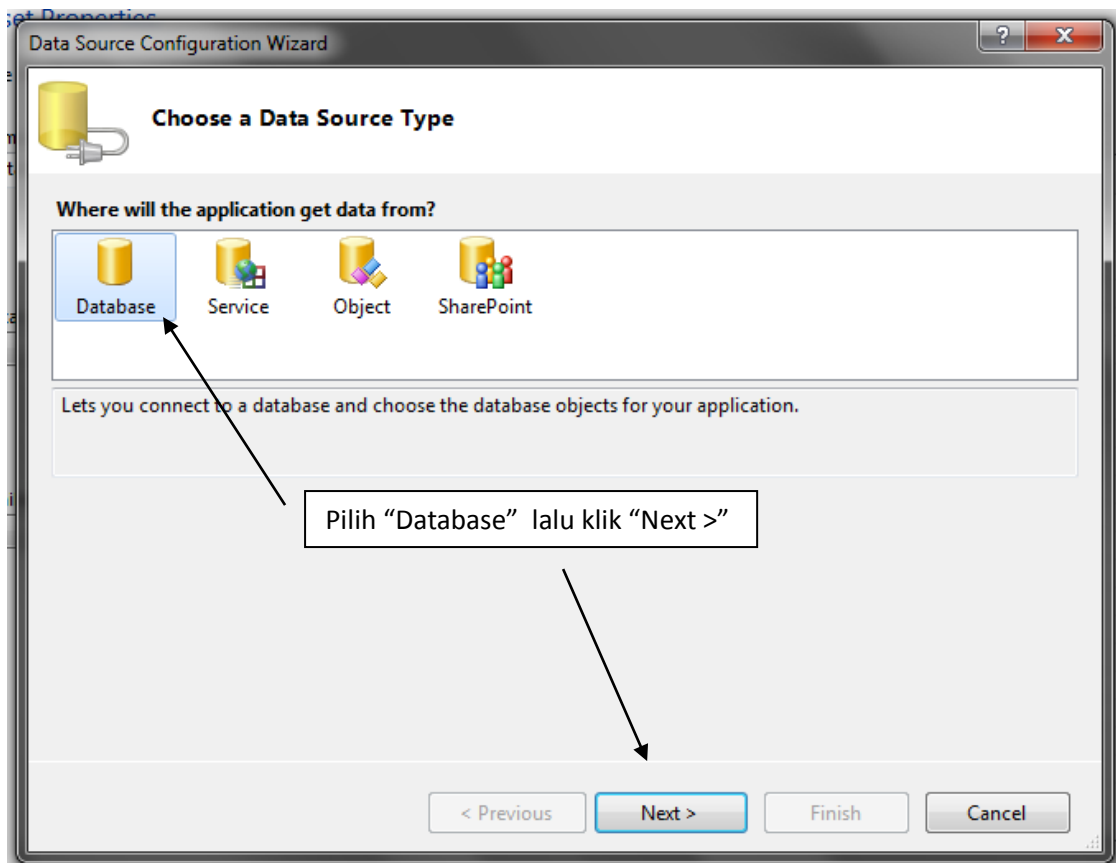 set Properties
Data Source Configuration Wizard
?
X
Choose a Data Source Type
Where will the application get data from?
Database
Service
Object
SharePoint
Lets you connect to a database and choose the database objects for your application.
Pilih “Database” lalu klik “Next >”
< Previous
Next >
Finish
Cancel